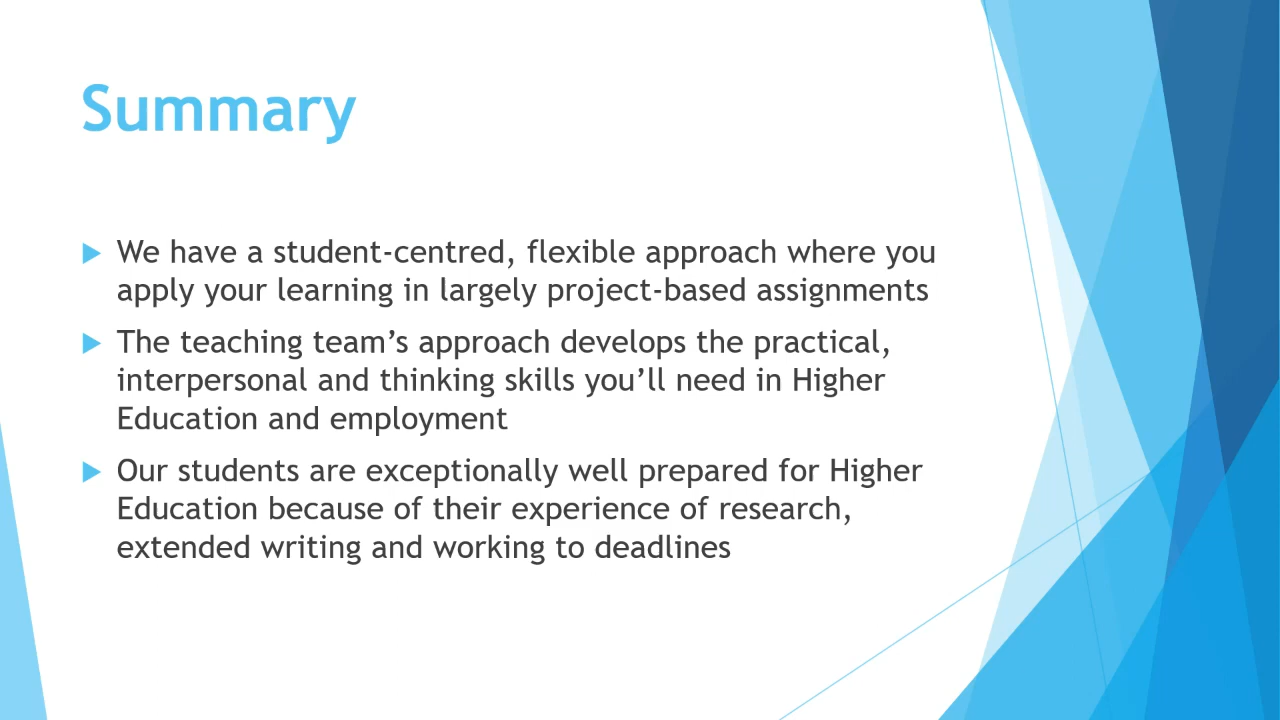 Summary
We have a student-centred, flexible approach where you
apply your learning in largely project-based assignments
The teaching team’s approach develops the practical,
interpersonal and thinking skills you’ll need in Higher
Education and employment
Our students are exceptionally well prepared for Higher
Education because of their experience of research,
extended writing and working to deadlines